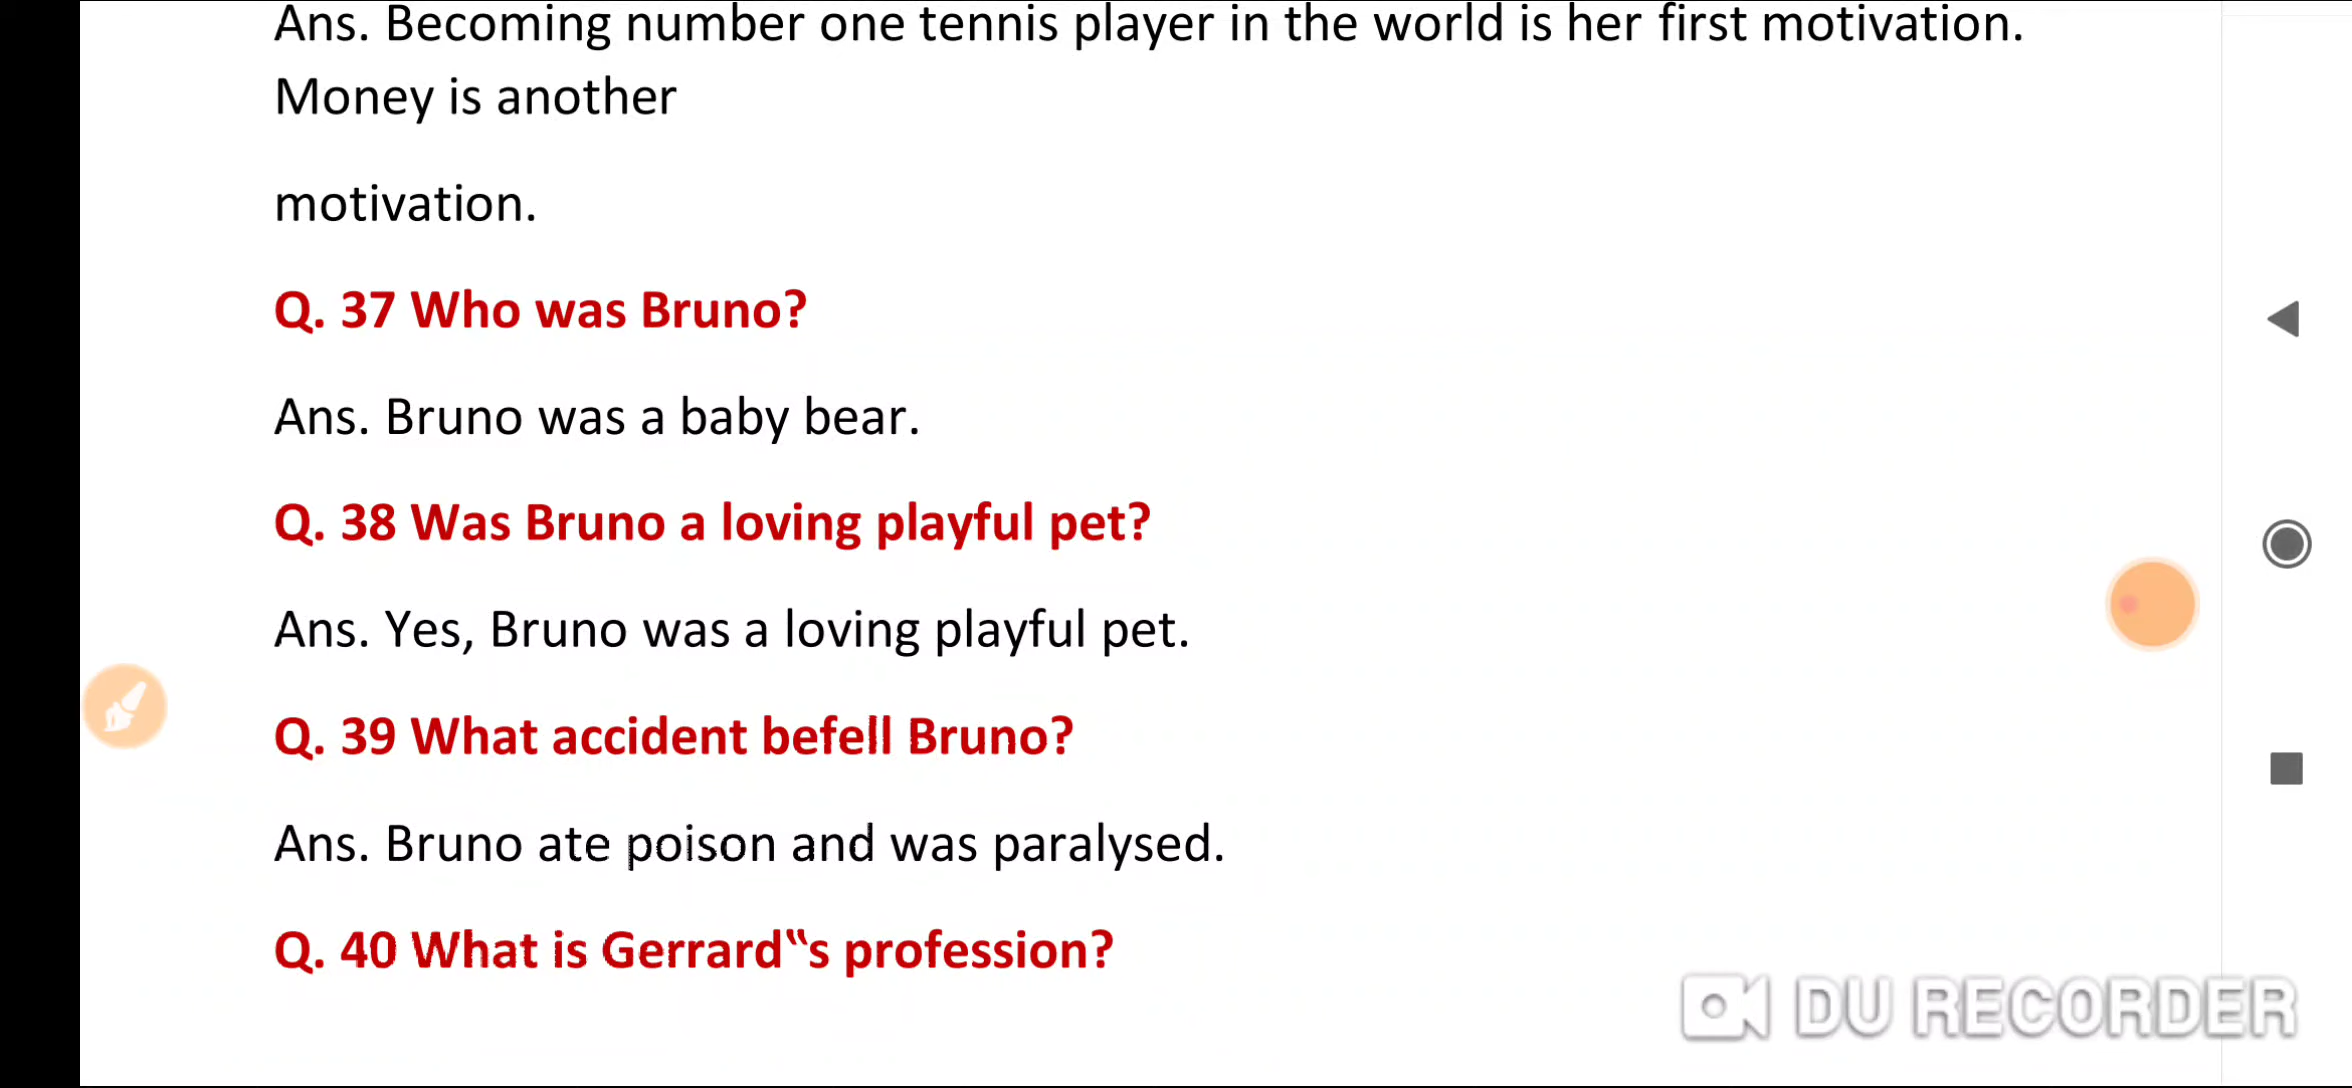 Ans. Becoming number one tennis player in the world is her first motivation.
Money is another
motivation.
Q. 37 Who was Bruno?
Ans. Bruno was a baby bear.
Q. 38 Was Bruno a loving playful pet?
Ans. Yes, Bruno was a loving playful pet.
Q. 39 What accident befell Bruno?
Ans. Bruno ate poison and was paralysed.
Q. 40 What is Gerrard‟s profession?
DU RECORDER